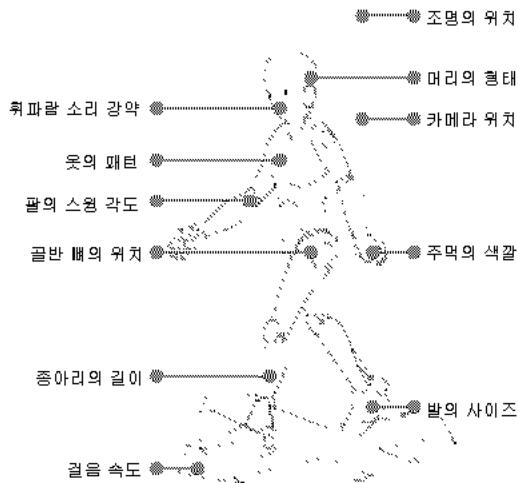 조명의 위치
머리의 형태
휘파람 소리 강약
카메라 위치
옷의 패턴
팔의 스윙 각도
골반 뼈의 위치
주먹의 색깔
종아리의 길이
발의 사이즈
걸음 속도